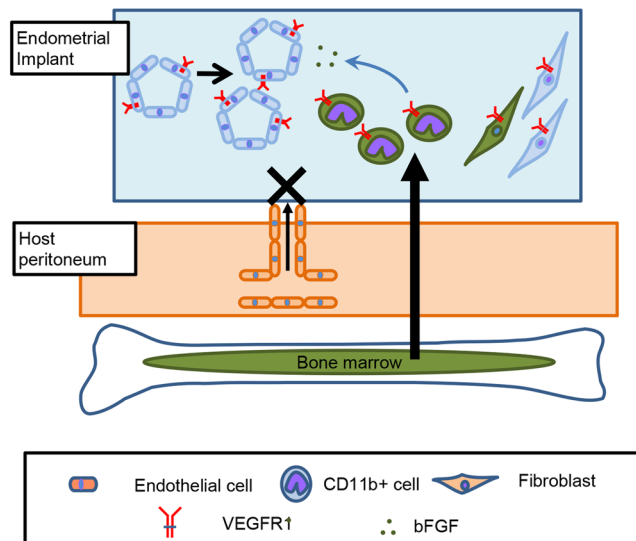 Endometrial
Implant
Host
peritoneum
Bone marrow
Endothelial cell
CD11b+ cell
Fibroblast
VEGFR1
bFGF